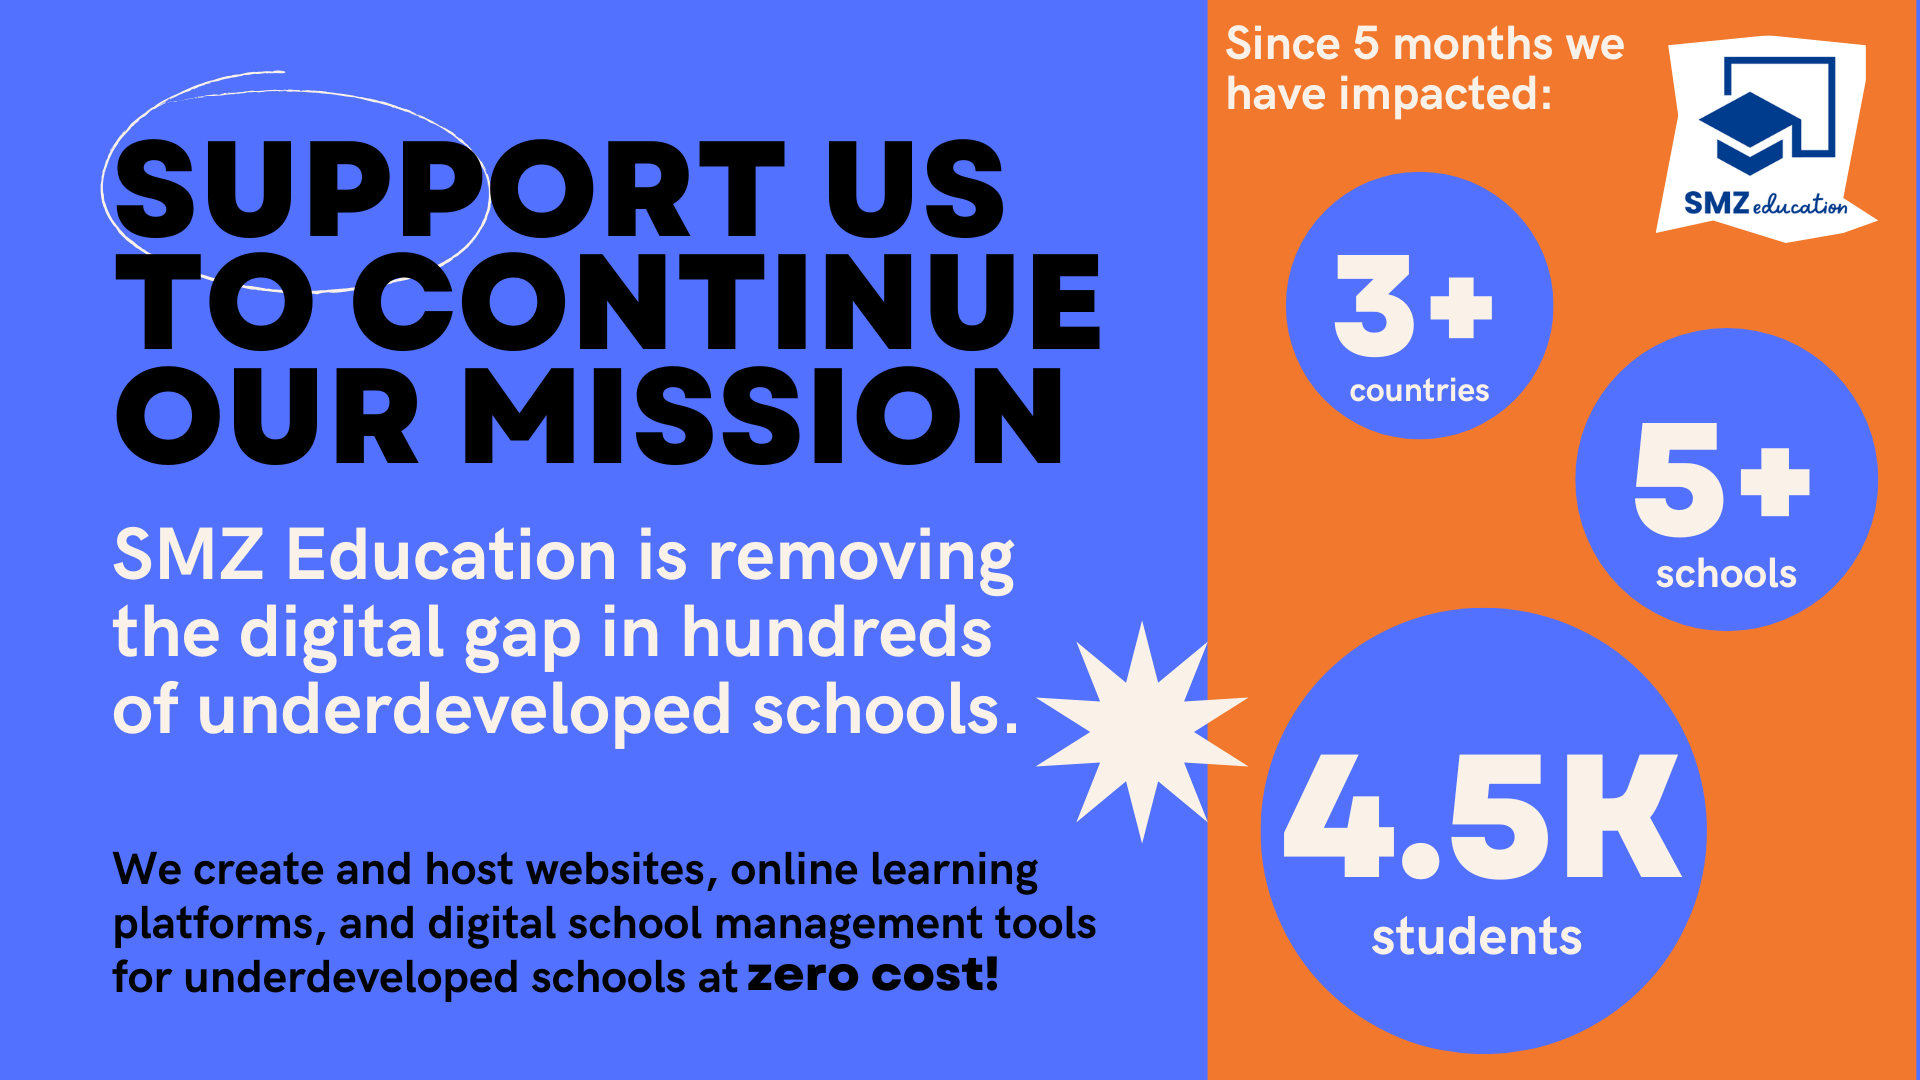 SUPPORT US
TO CONTINUE
OUR MISSION
SMZ Education is removing
the digital gap in hundreds
of underdeveloped schools.
We create and host websites, online learning
platforms, and digital school management tools
for underdeveloped schools at zero cost!
Since 5 months we
have impacted:
SMZ education
3+
countries
5+
schools
4.5K
students